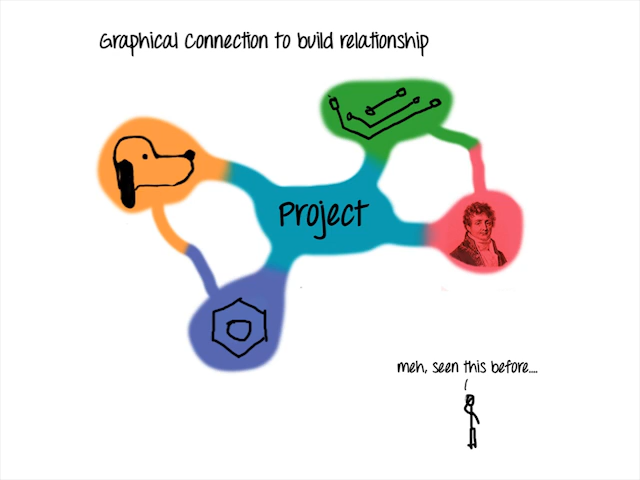 Graphical Connection to build relationship
Project
meh, seen this before....